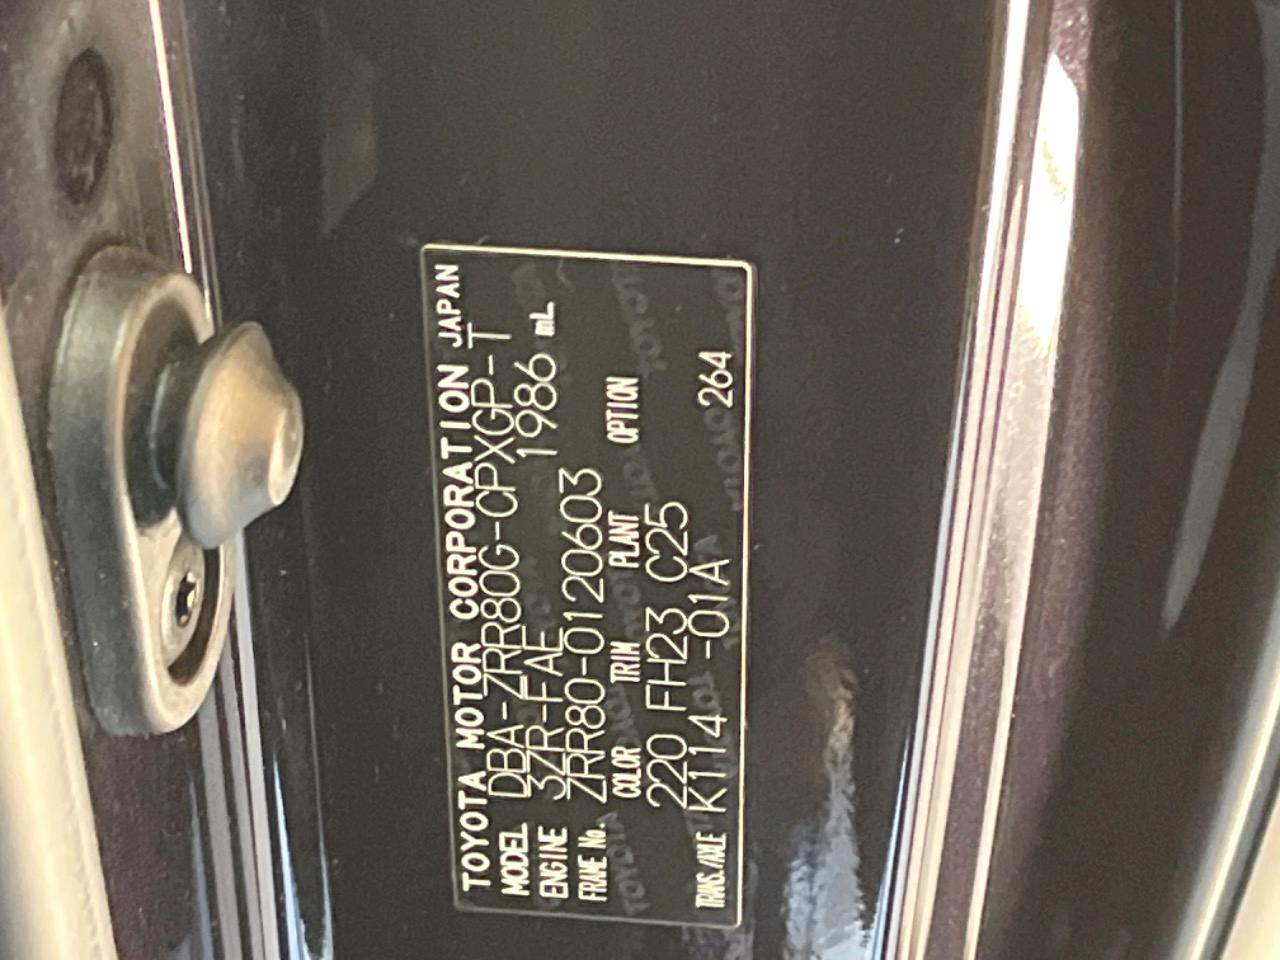 TOYOTA MOTOR CORPORATION JAPAN
MODEL DBA-ZRR80G-CPXGP-T
ENGINE 3ZR-FAE 1986 mL
FRAME No. ZRR80-0120603
COLOR TRIM PLANT OPTION
220 FH23 C25
TRANS./AXLE K114 -01A 264